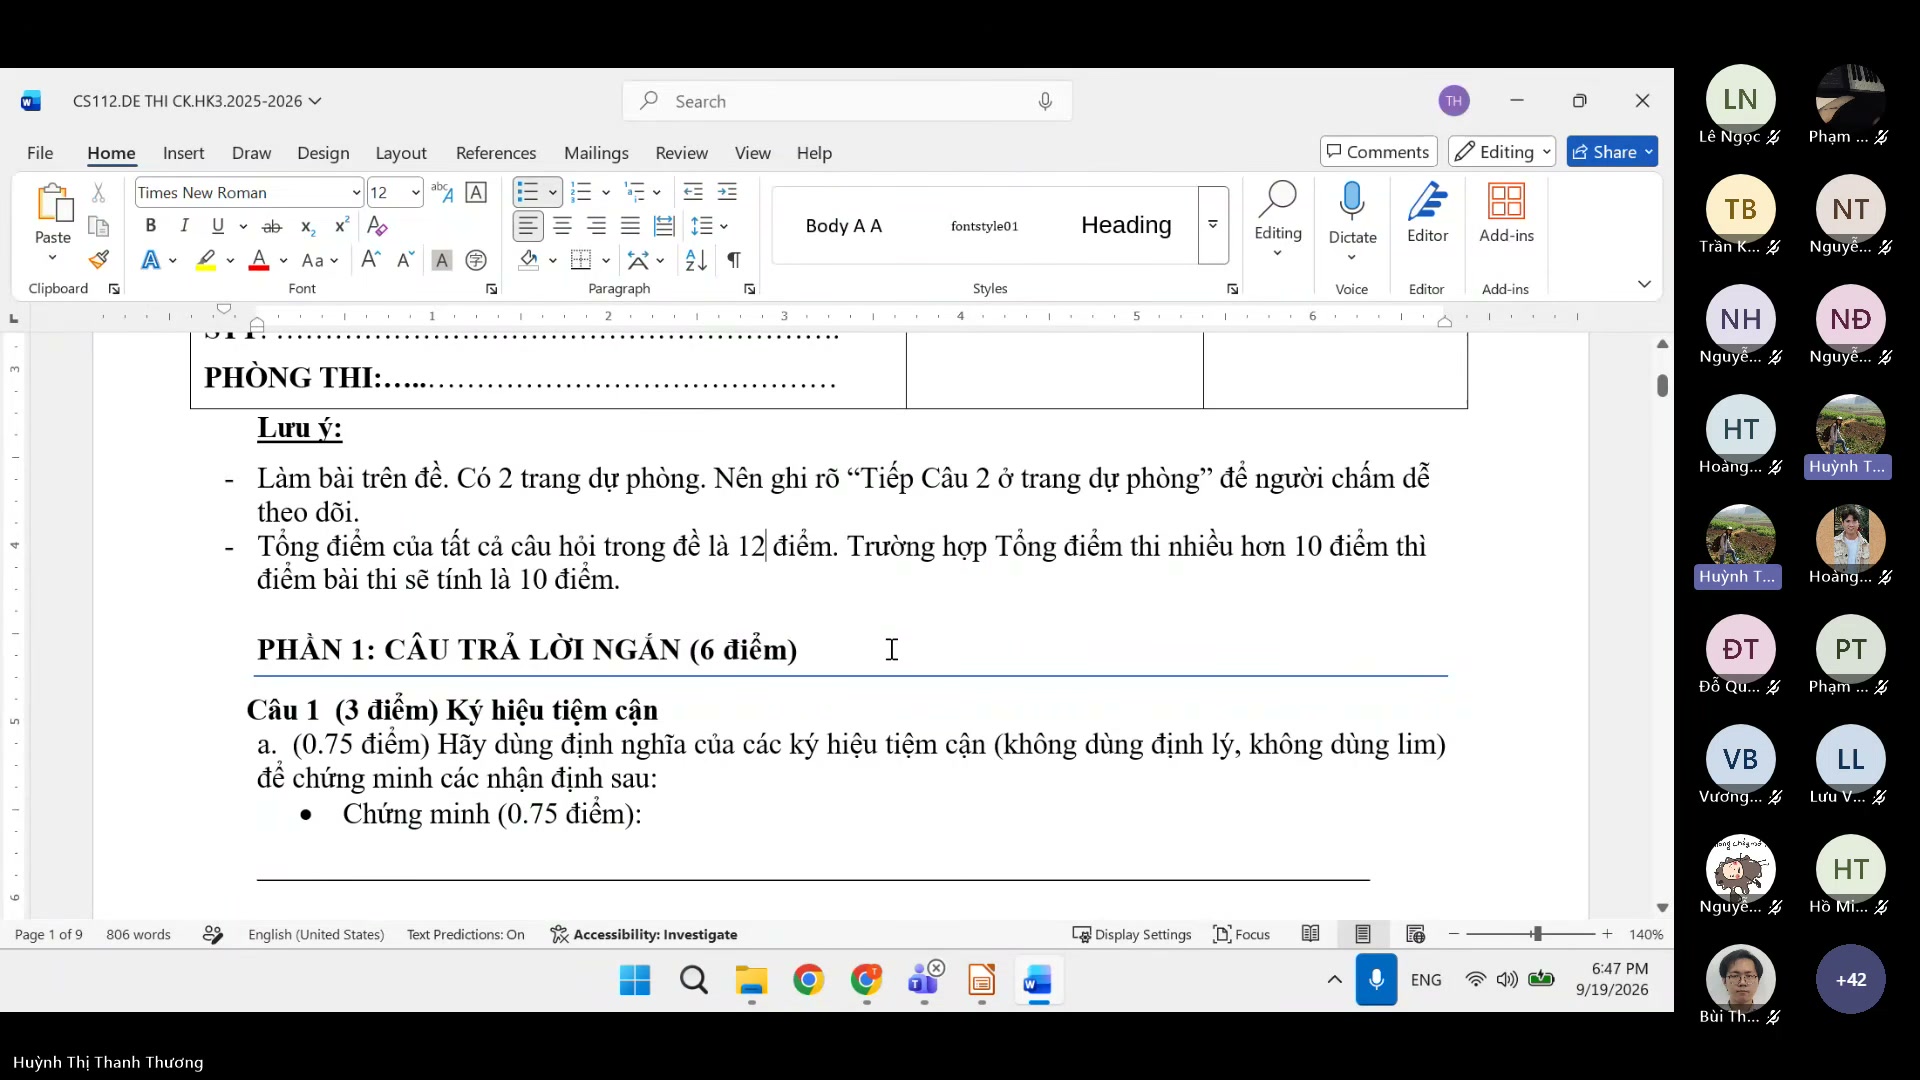 CS112.DE THI CK.HK3.2025-2026
Search
TH
File Home Insert Draw Design Layout References Mailings Review View Help
Comments Editing Share
Times New Roman 12
Paste
Body A A fontstyle01 Heading
Editing Dictate Editor Add-ins
Clipboard Font Paragraph Styles Voice Editor Add-ins
1 2 3 4 5 6
PHÒNG THI:…..……………………………………
Lưu ý:
- Làm bài trên đề. Có 2 trang dự phòng. Nên ghi rõ “Tiếp Câu 2 ở trang dự phòng” để người chấm dễ
theo dõi.
- Tổng điểm của tất cả câu hỏi trong đề là 12 điểm. Trường hợp Tổng điểm thi nhiều hơn 10 điểm thì
điểm bài thi sẽ tính là 10 điểm.
PHẦN 1: CÂU TRẢ LỜI NGẮN (6 điểm)
Câu 1 (3 điểm) Ký hiệu tiệm cận
a. (0.75 điểm) Hãy dùng định nghĩa của các ký hiệu tiệm cận (không dùng định lý, không dùng lim)
để chứng minh các nhận định sau:
• Chứng minh (0.75 điểm):
3
4
5
6
Page 1 of 9 806 words English (United States) Text Predictions: On Accessibility: Investigate Display Settings Focus 140%
ENG 6:47 PM
9/19/2026
LN
Lê Ngọc Phạm ...
TB NT
Trần K... Nguyễ...
NH NĐ
Nguyễ... Nguyễ...
HT
Hoàng... Huỳnh T...
Huỳnh T... Hoàng...
ĐT PT
Đỗ Qu... Phạm ...
VB LL
Vương... Lưu V...
HT
Nguyễ... Hồ Mi...
+42
Bùi Th...
Huỳnh Thị Thanh Thương